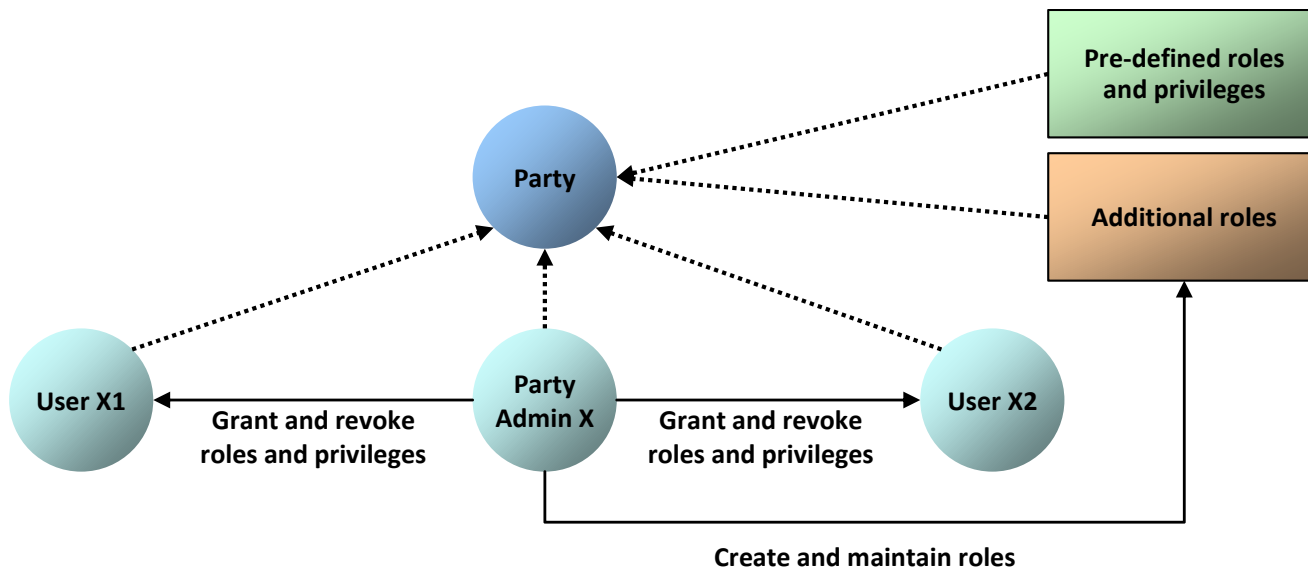 Pre-defined roles
and privileges
Party
Additional roles
User X1
Party
Admin X
User X2
Grant and revoke
roles and privileges
Grant and revoke
roles and privileges
Create and maintain roles